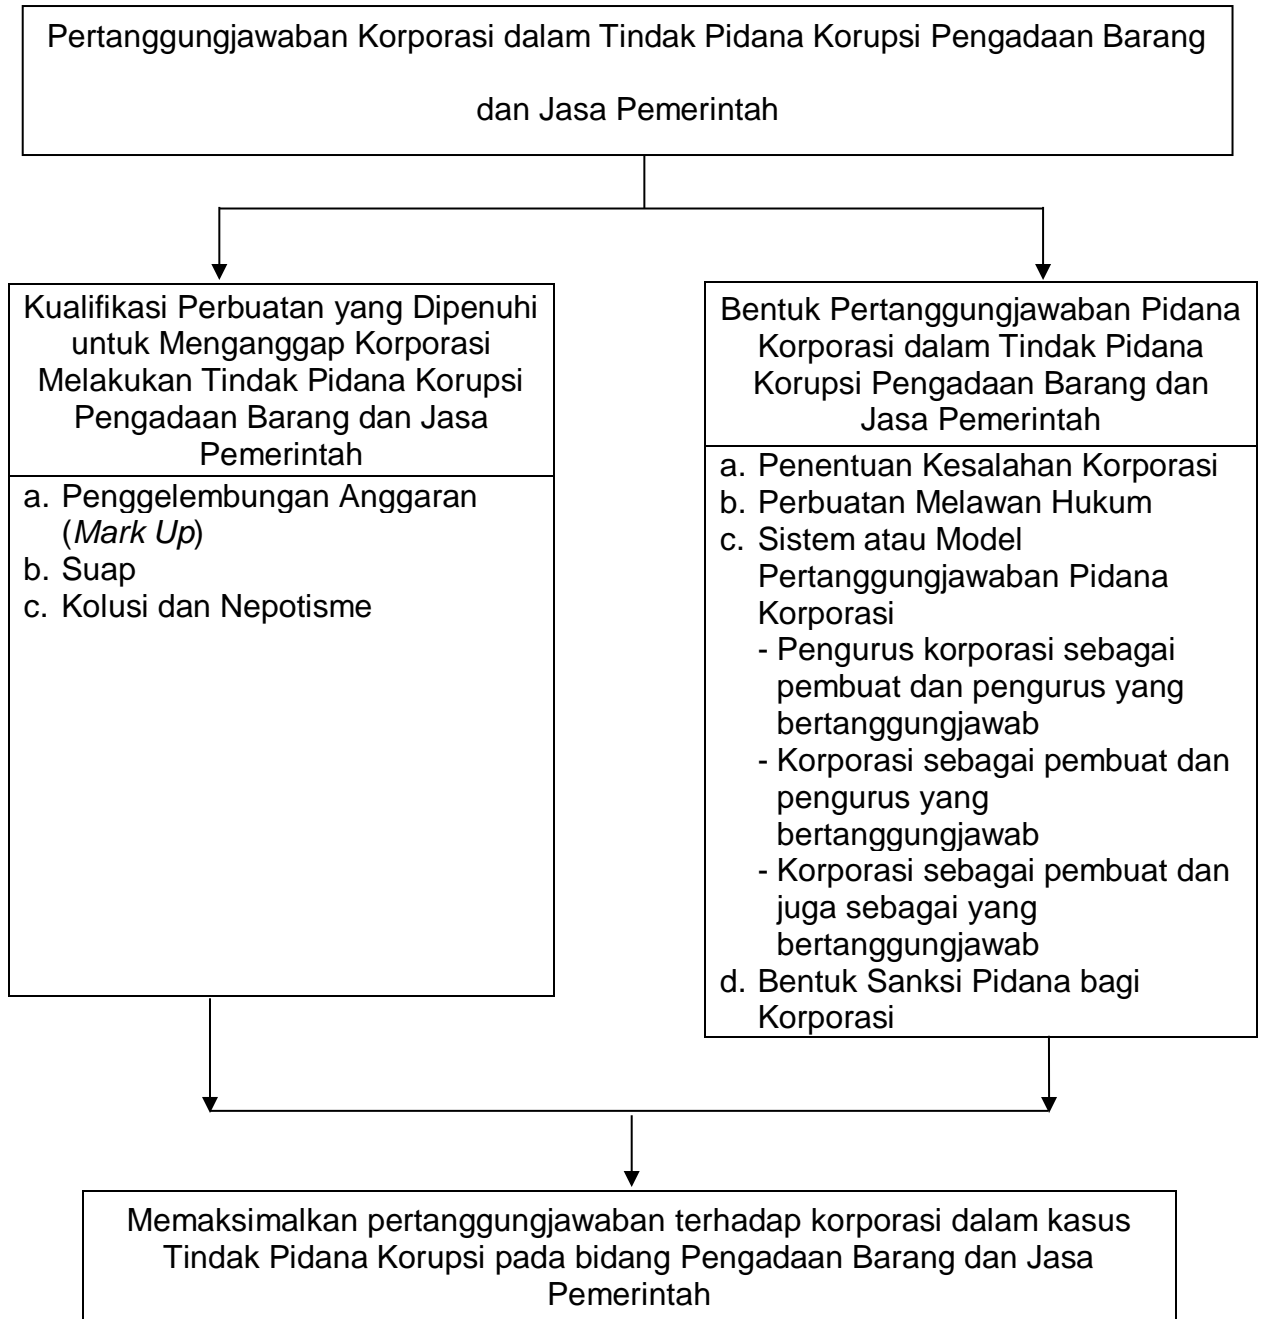 Pertanggungjawaban Korporasi dalam Tindak Pidana Korupsi Pengadaan Barang
dan Jasa Pemerintah
Kualifikasi Perbuatan yang Dipenuhi
untuk Menganggap Korporasi
Melakukan Tindak Pidana Korupsi
Pengadaan Barang dan Jasa
Pemerintah
a. Penggelembungan Anggaran
(Mark Up)
b. Suap
c. Kolusi dan Nepotisme
Bentuk Pertanggungjawaban Pidana
Korporasi dalam Tindak Pidana
Korupsi Pengadaan Barang dan
Jasa Pemerintah
a. Penentuan Kesalahan Korporasi
b. Perbuatan Melawan Hukum
c. Sistem atau Model
Pertanggungjawaban Pidana
Korporasi
- Pengurus korporasi sebagai
pembuat dan pengurus yang
bertanggungjawab
- Korporasi sebagai pembuat dan
pengurus yang
bertanggungjawab
- Korporasi sebagai pembuat dan
juga sebagai yang
bertanggungjawab
d. Bentuk Sanksi Pidana bagi
Korporasi
Memaksimalkan pertanggungjawaban terhadap korporasi dalam kasus
Tindak Pidana Korupsi pada bidang Pengadaan Barang dan Jasa
Pemerintah